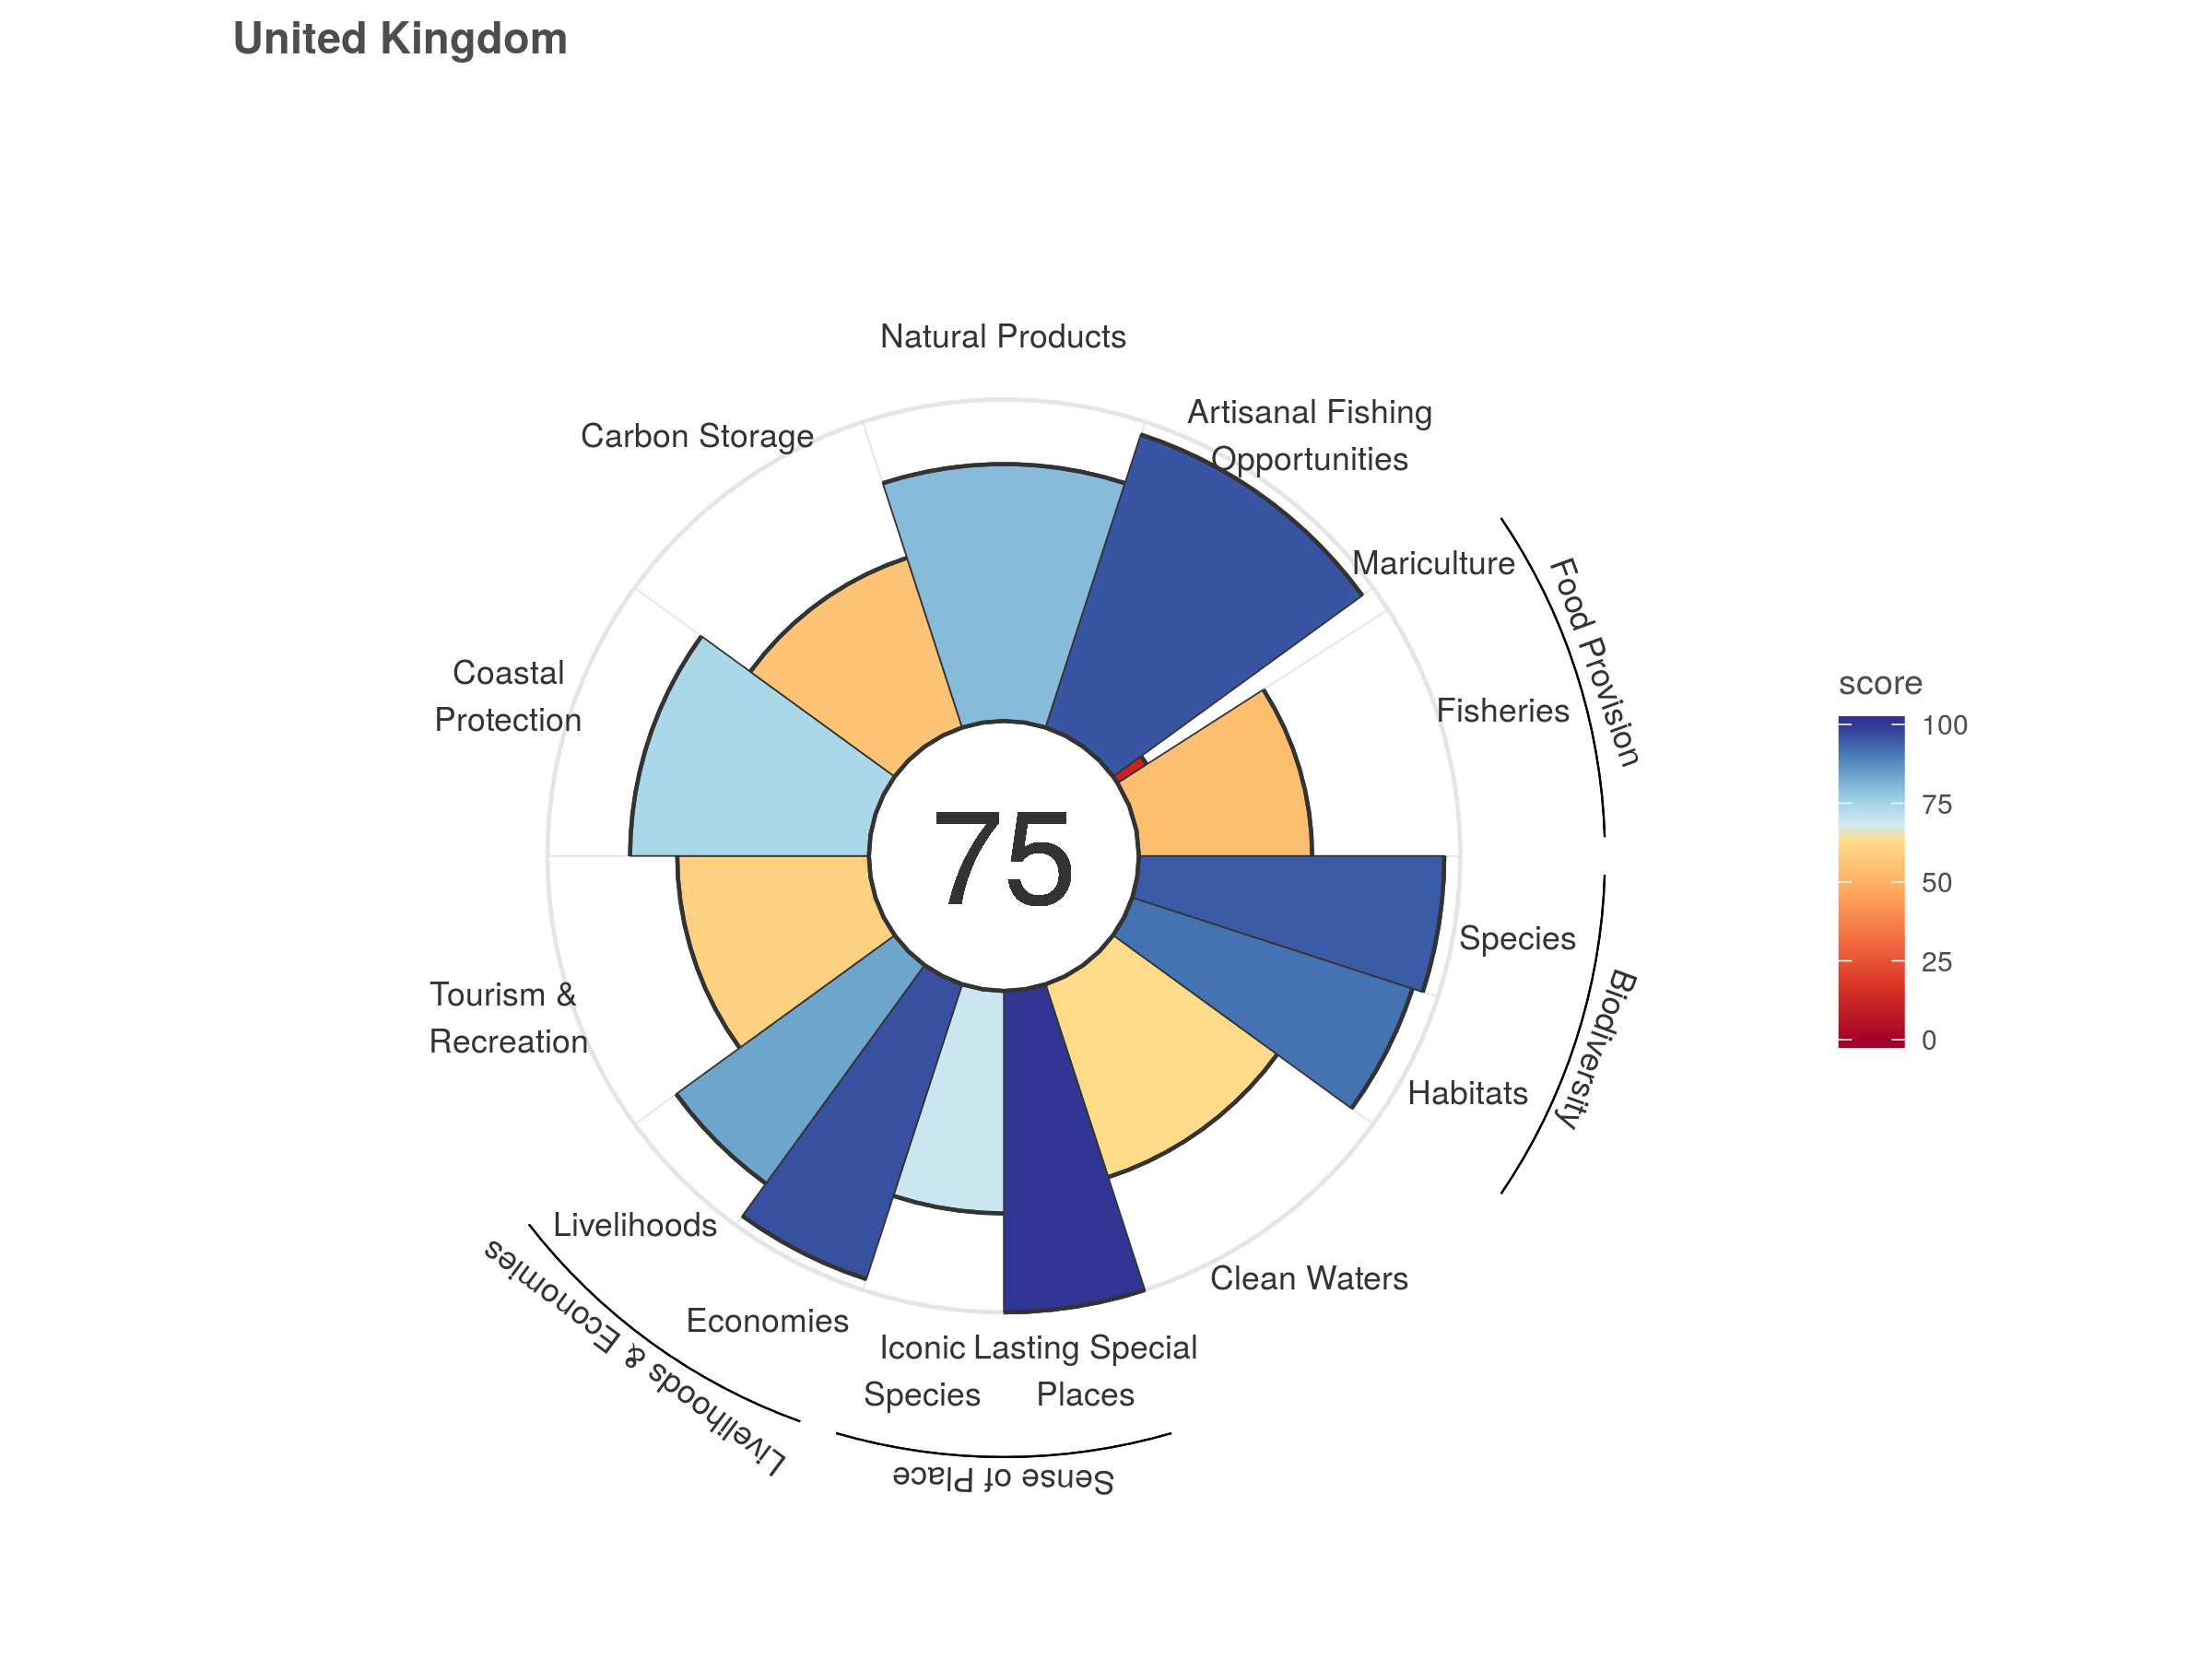 United Kingdom
Natural Products
Artisanal Fishing
Opportunities
Carbon Storage
Mariculture
Food Provision
Fisheries
Coastal
Protection
score
100
75
50
25
0
75
Species
Biodiversity
Habitats
Tourism &
Recreation
Livelihoods
Livelihoods & Economies
Economies
Clean Waters
Iconic
Species
Lasting Special
Places
Sense of Place